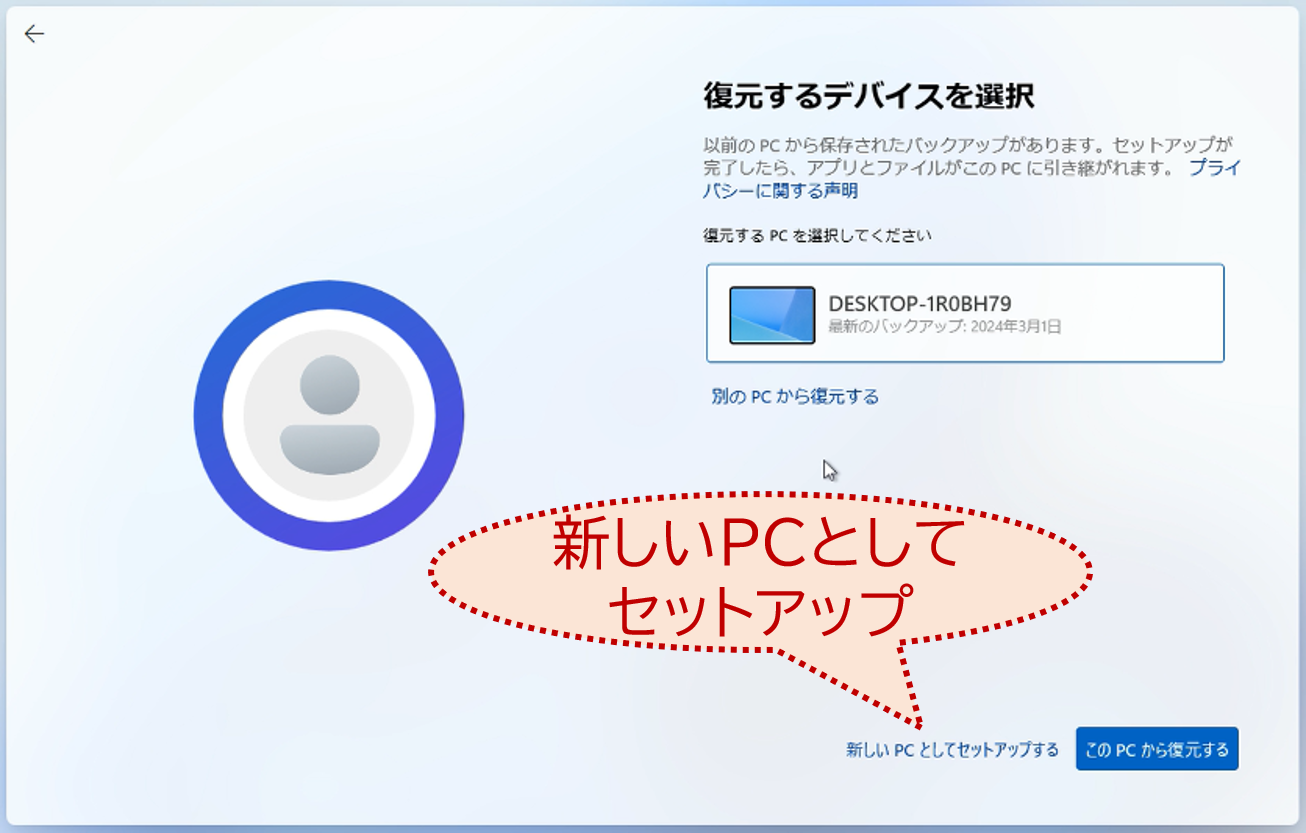 復元するデバイスを選択
以前の PC から保存されたバックアップがあります。セットアップが
完了したら、アプリとファイルがこの PC に引き継がれます。 プライ
バシーに関する声明
復元する PC を選択してください
DESKTOP-1R0BH79
最新のバックアップ: 2024年3月1日
別の PC から復元する
新しいPCとして
セットアップ
新しい PC としてセットアップする
この PC から復元する